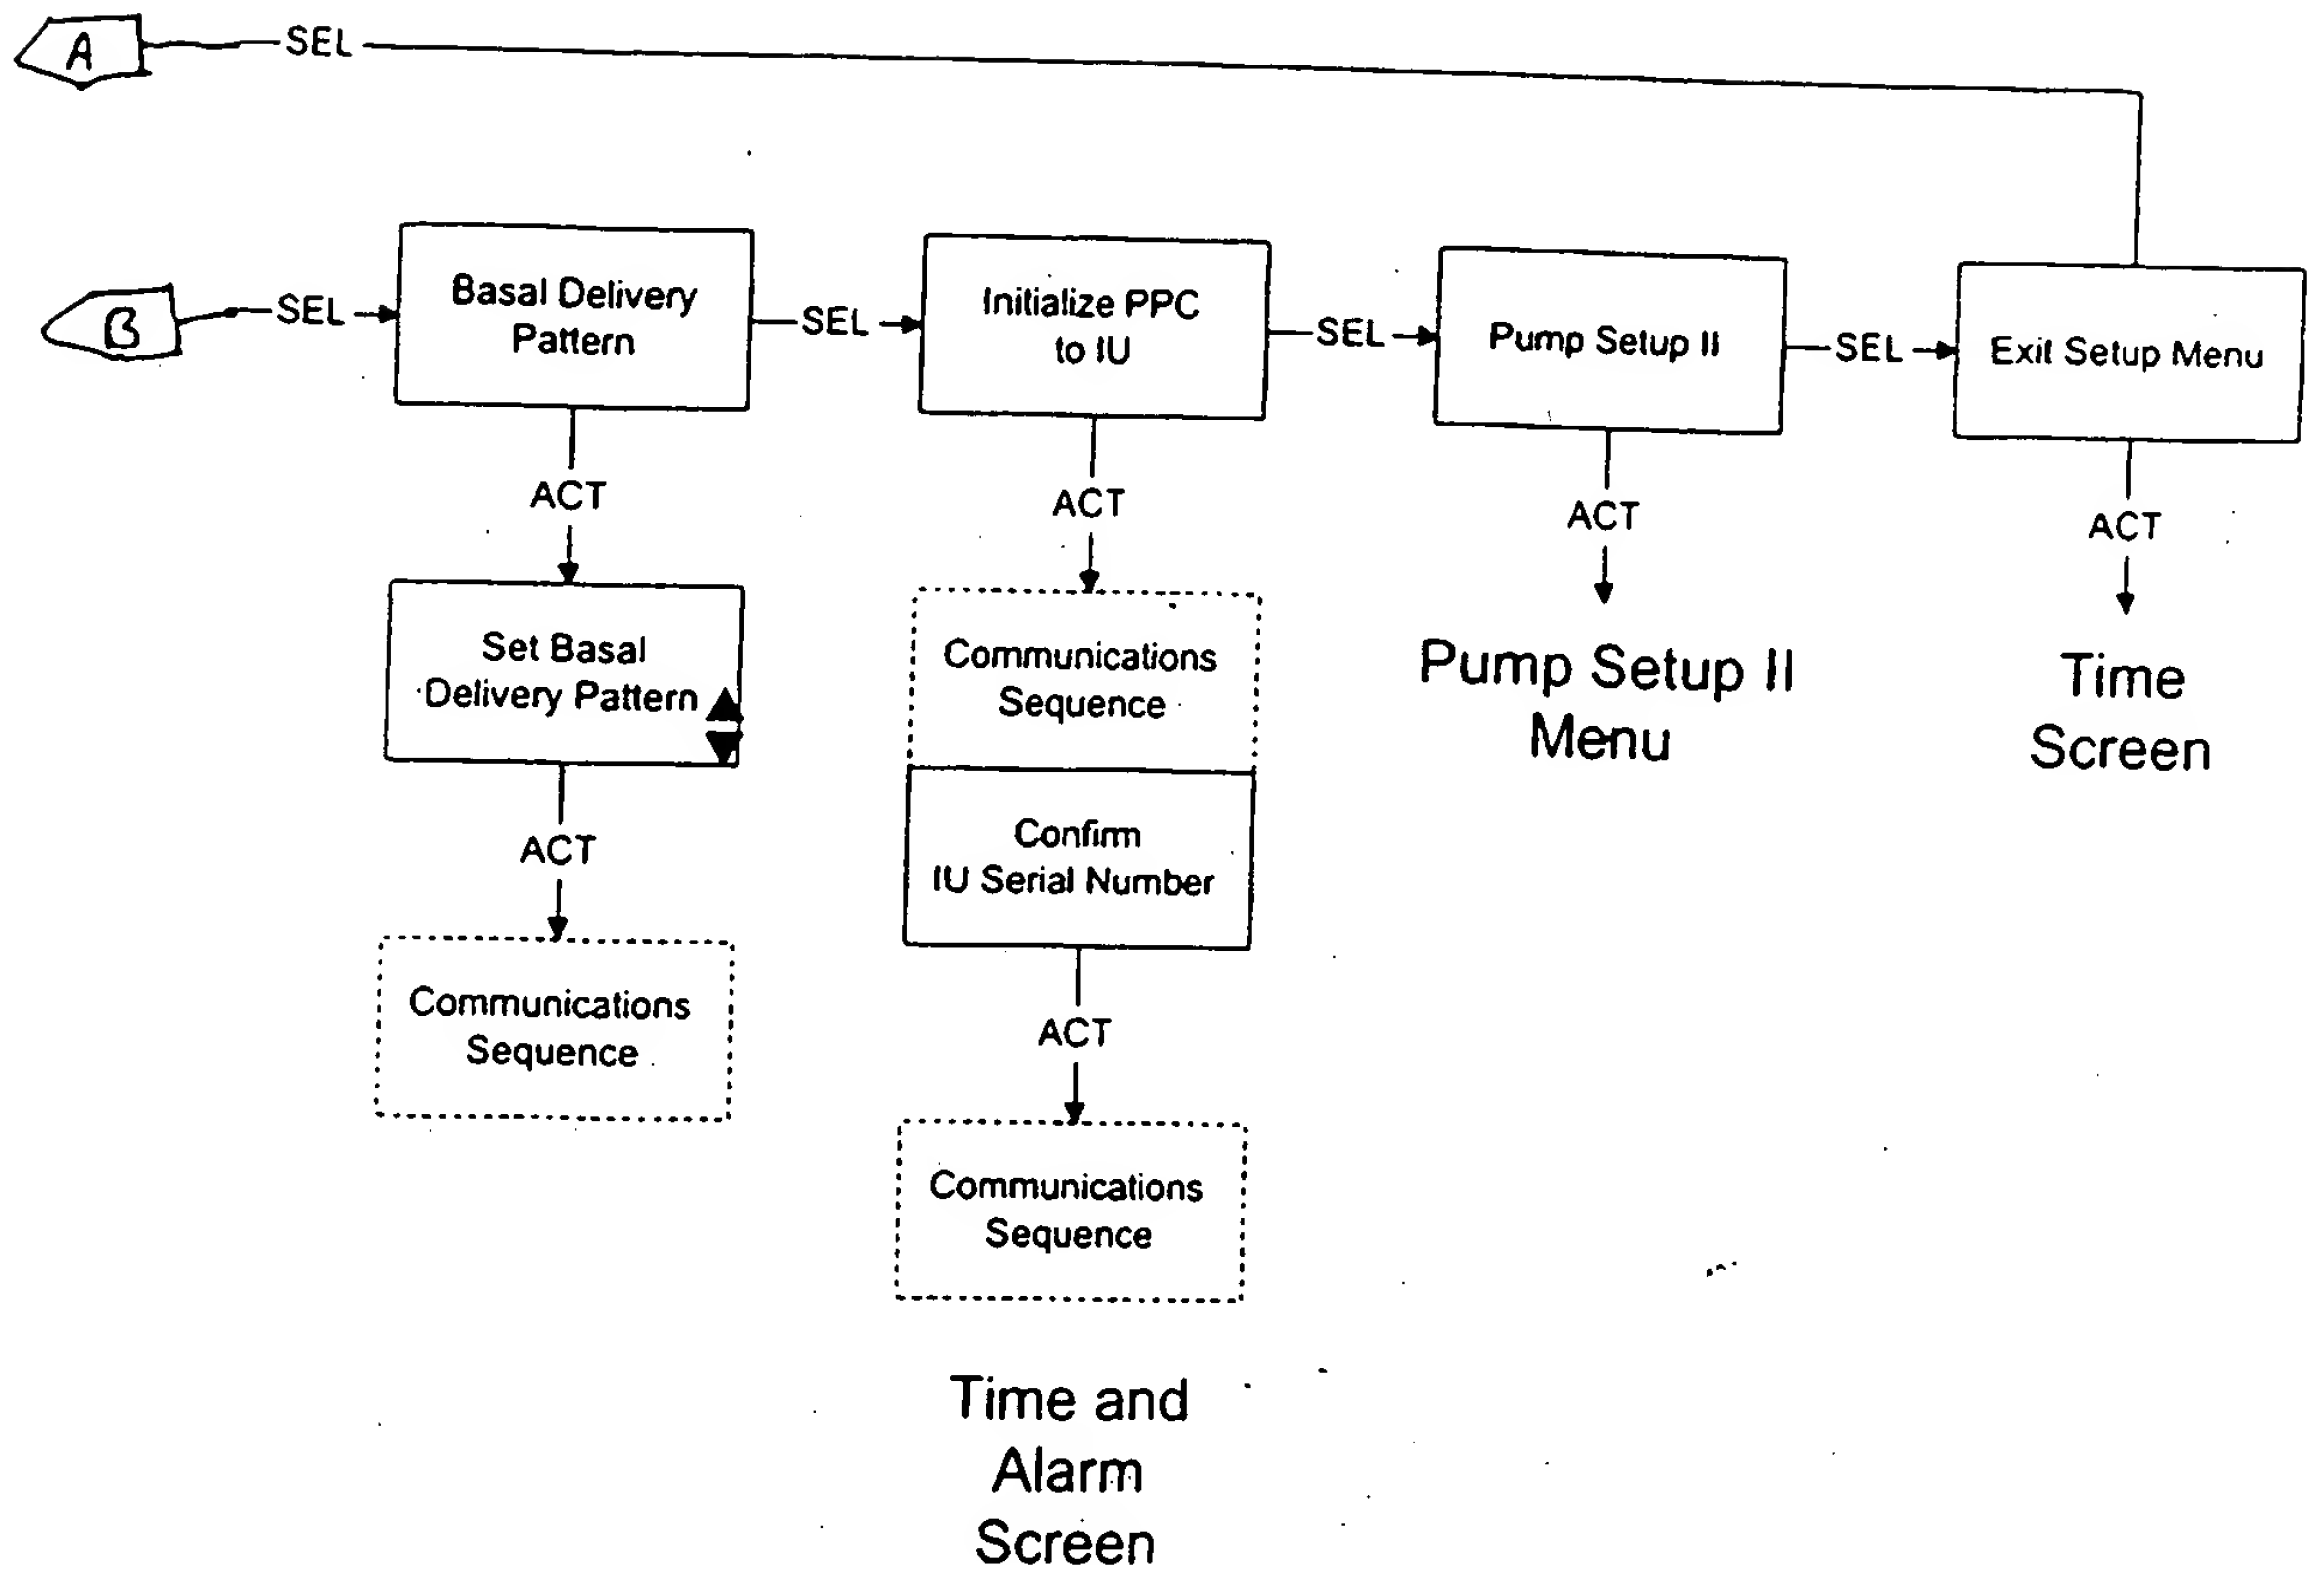 A
SEL
B
SEL
Basal Delivery
Pattern
SEL
Initialize PPC
to IU
SEL
Pump Setup II
SEL
Exit Setup Menu
ACT
ACT
ACT
ACT
Set Basal
Delivery Pattern
Communications
Sequence
Pump Setup II
Menu
Time
Screen
ACT
Confirm
IU Serial Number
Communications
Sequence
ACT
Communications
Sequence
Time and
Alarm
Screen